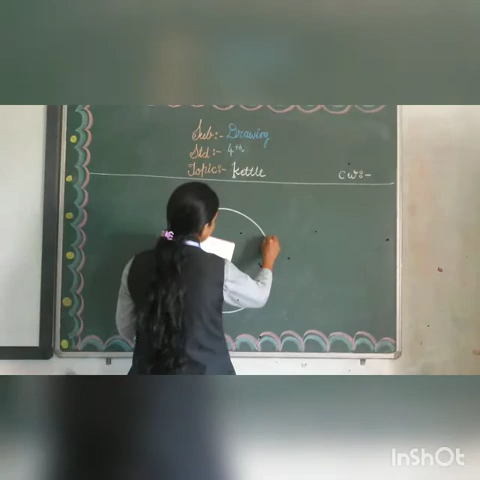 Sub:- Drawing
Std:- 4th
Topic:- Kettle
CW:-
InShOt